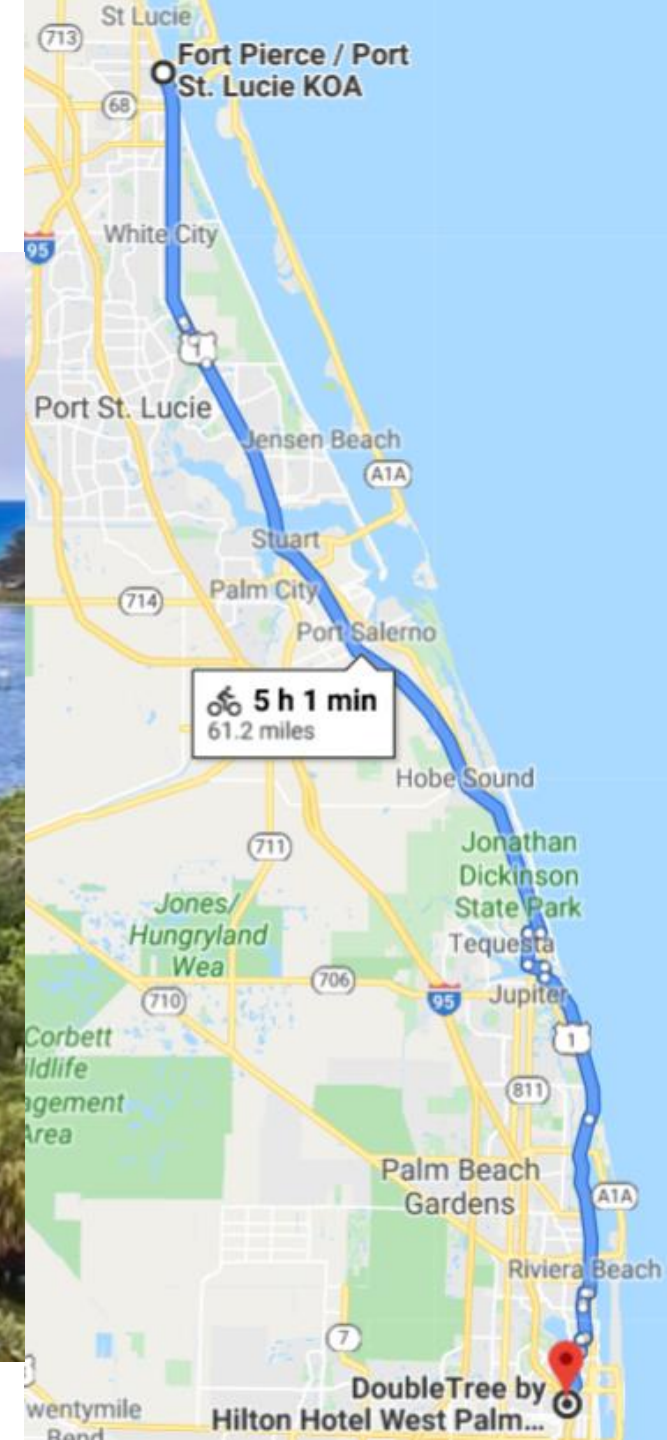 St Lucie
713
Fort Pierce / Port
St. Lucie KOA
68
White City
95
1
Port St. Lucie
Jensen Beach
A1A
Stuart
Palm City
714
Port Salerno
5 h 1 min
61.2 miles
Hobe Sound
711
Jonathan
Dickinson
State Park
Jones/
Hungryland
Wea
Tequesta
706
710
95
Jupiter
1
Corbett
ildlife
agement
Area
811
Palm Beach
Gardens
A1A
Riviera Beach
7
DoubleTree by
Hilton Hotel West Palm...
wentymile
Bend